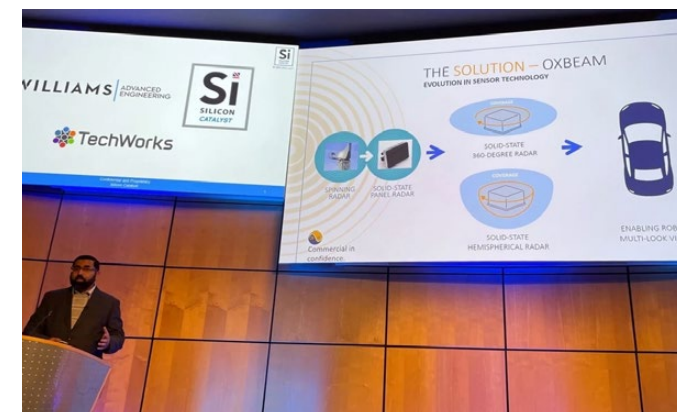 WILLIAMS ADVANCED
ENGINEERING
Si
SILICON
CATALYST
TechWorks
Si
THE SOLUTION – OXBEAM
EVOLUTION IN SENSOR TECHNOLOGY
COVERAGE
SPINNING
RADAR
SOLID-STATE
PANEL RADAR
SOLID-STATE
360-DEGREE RADAR
COVERAGE
SOLID-STATE
HEMISPHERICAL RADAR
ENABLING ROB
MULTI-LOOK VI
Commercial in
confidence.